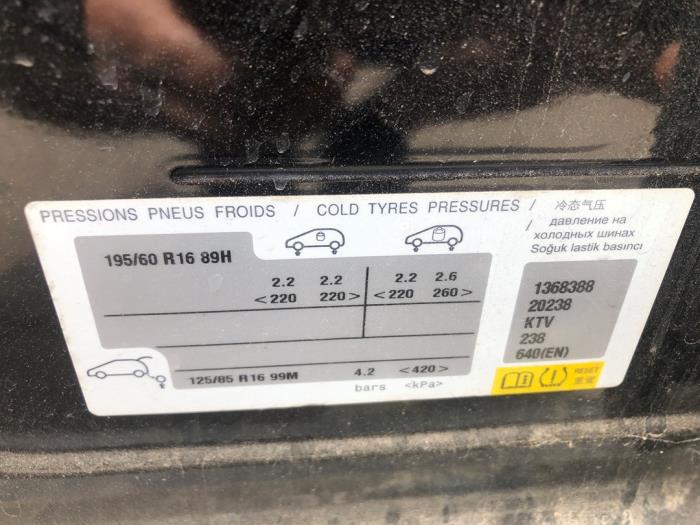 PRESSIONS PNEUS FROIDS / COLD TYRES PRESSURES / 冷态气压
/ давление на
холодных шинах
Soğuk lastik basıncı
195/60 R16 89H
2.2 2.2 2.2 2.6
<220 220> <220 260>
125/85 R16 99M 4.2 <420>
bars <kPa>
1368388
20238
KTV
238
640(EN)
RESET